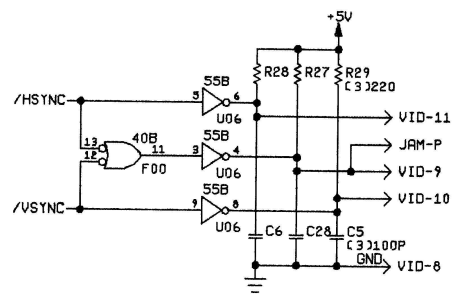 +5V
R28 R27 R29
(3)220
55B
/HSYNC 5 6
U06
VID-11
13 40B 55B
12 11 3 4
F00 U06
JAM-P
VID-9
55B
/VSYNC 9 8
U06
VID-10
C6 C28 C5
(3)100P
GND VID-8